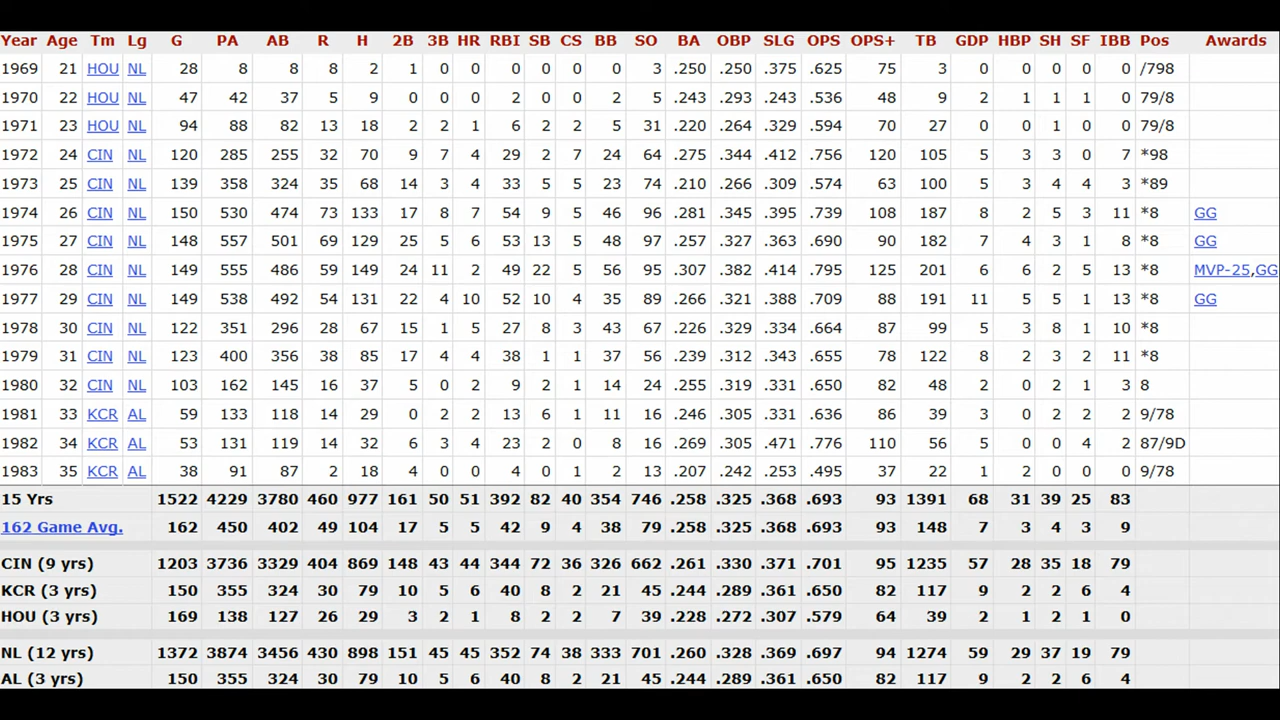 Year Age Tm Lg G PA AB R H 2B 3B HR RBI SB CS BB SO BA OBP SLG OPS OPS+ TB GDP HBP SH SF IBB Pos Awards
1969 21 HOU NL 28 8 8 8 2 1 0 0 0 0 0 0 3 .250 .250 .375 .625 75 3 0 0 0 0 0 /798
1970 22 HOU NL 47 42 37 5 9 0 0 0 2 0 0 2 5 .243 .293 .243 .536 48 9 2 1 1 1 0 79/8
1971 23 HOU NL 94 88 82 13 18 2 2 1 6 2 2 5 31 .220 .264 .329 .594 70 27 0 0 1 0 0 79/8
1972 24 CIN NL 120 285 255 32 70 9 7 4 29 2 7 24 64 .275 .344 .412 .756 120 105 5 3 3 0 7 *98
1973 25 CIN NL 139 358 324 35 68 14 3 4 33 5 5 23 74 .210 .266 .309 .574 63 100 5 3 4 4 3 *89
1974 26 CIN NL 150 530 474 73 133 17 8 7 54 9 5 46 96 .281 .345 .395 .739 108 187 8 2 5 3 11 *8 GG
1975 27 CIN NL 148 557 501 69 129 25 5 6 53 13 5 48 97 .257 .327 .363 .690 90 182 7 4 3 1 8 *8 GG
1976 28 CIN NL 149 555 486 59 149 24 11 2 49 22 5 56 95 .307 .382 .414 .795 125 201 6 6 2 5 13 *8 MVP-25,GG
1977 29 CIN NL 149 538 492 54 131 22 4 10 52 10 4 35 89 .266 .321 .388 .709 88 191 11 5 5 1 13 *8 GG
1978 30 CIN NL 122 351 296 28 67 15 1 5 27 8 3 43 67 .226 .329 .334 .664 87 99 5 3 8 1 10 *8
1979 31 CIN NL 123 400 356 38 85 17 4 4 38 1 1 37 56 .239 .312 .343 .655 78 122 8 2 3 2 11 *8
1980 32 CIN NL 103 162 145 16 37 5 0 2 9 2 1 14 24 .255 .319 .331 .650 82 48 2 0 2 1 3 8
1981 33 KCR AL 59 133 118 14 29 0 2 2 13 6 1 11 16 .246 .305 .331 .636 86 39 3 0 2 2 2 9/78
1982 34 KCR AL 53 131 119 14 32 6 3 4 23 2 0 8 16 .269 .305 .471 .776 110 56 5 0 0 4 2 87/9D
1983 35 KCR AL 38 91 87 2 18 4 0 0 4 0 1 2 13 .207 .242 .253 .495 37 22 1 2 0 0 0 9/78
15 Yrs 1522 4229 3780 460 977 161 50 51 392 82 40 354 746 .258 .325 .368 .693 93 1391 68 31 39 25 83
162 Game Avg. 162 450 402 49 104 17 5 5 42 9 4 38 79 .258 .325 .368 .693 93 148 7 3 4 3 9
CIN (9 yrs) 1203 3736 3329 404 869 148 43 44 344 72 36 326 662 .261 .330 .371 .701 95 1235 57 28 35 18 79
KCR (3 yrs) 150 355 324 30 79 10 5 6 40 8 2 21 45 .244 .289 .361 .650 82 117 9 2 2 6 4
HOU (3 yrs) 169 138 127 26 29 3 2 1 8 2 2 7 39 .228 .272 .307 .579 64 39 2 1 2 1 0
NL (12 yrs) 1372 3874 3456 430 898 151 45 45 352 74 38 333 701 .260 .328 .369 .697 94 1274 59 29 37 19 79
AL (3 yrs) 150 355 324 30 79 10 5 6 40 8 2 21 45 .244 .289 .361 .650 82 117 9 2 2 6 4